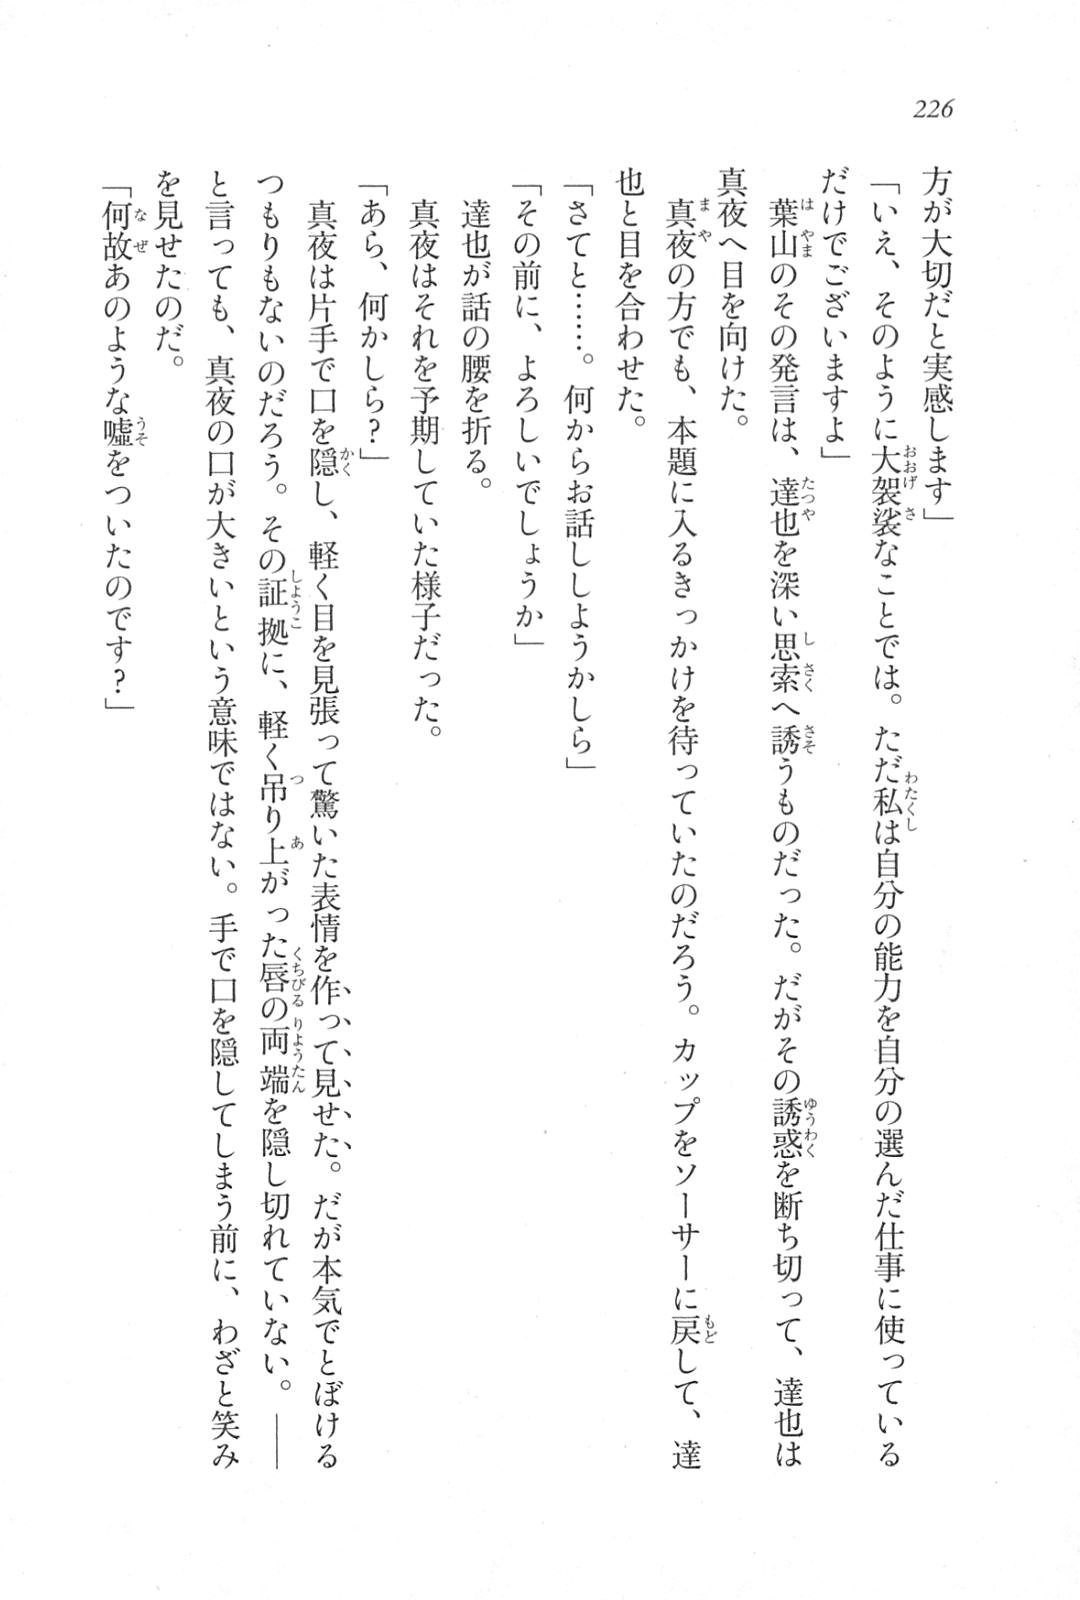 226
方が大切だと実感します」
「いえ、そのように大袈裟なことでは。ただ私は自分の能力を自分の選んだ仕事に使っている
だけでございますよ」
葉山のその発言は、達也を深い思索へ誘うものだった。だがその誘惑を断ち切って、達也は
真夜へ目を向けた。
真夜の方でも、本題に入るきっかけを待っていたのだろう。カップをソーサーに戻して、達
也と目を合わせた。
「さてと……。何からお話ししようかしら」
「その前に、よろしいでしょうか」
達也が話の腰を折る。
真夜はそれを予期していた様子だった。
「あら、何かしら？」
真夜は片手で口を隠し、軽く目を見張って驚いた表情を作って見せた。だが本気でとぼける
つもりもないのだろう。その証拠に、軽く吊り上がった唇の両端を隠し切れていない。――
と言っても、真夜の口が大きいという意味ではない。手で口を隠してしまう前に、わざと笑み
を見せたのだ。
「何故あのような嘘をついたのです？」